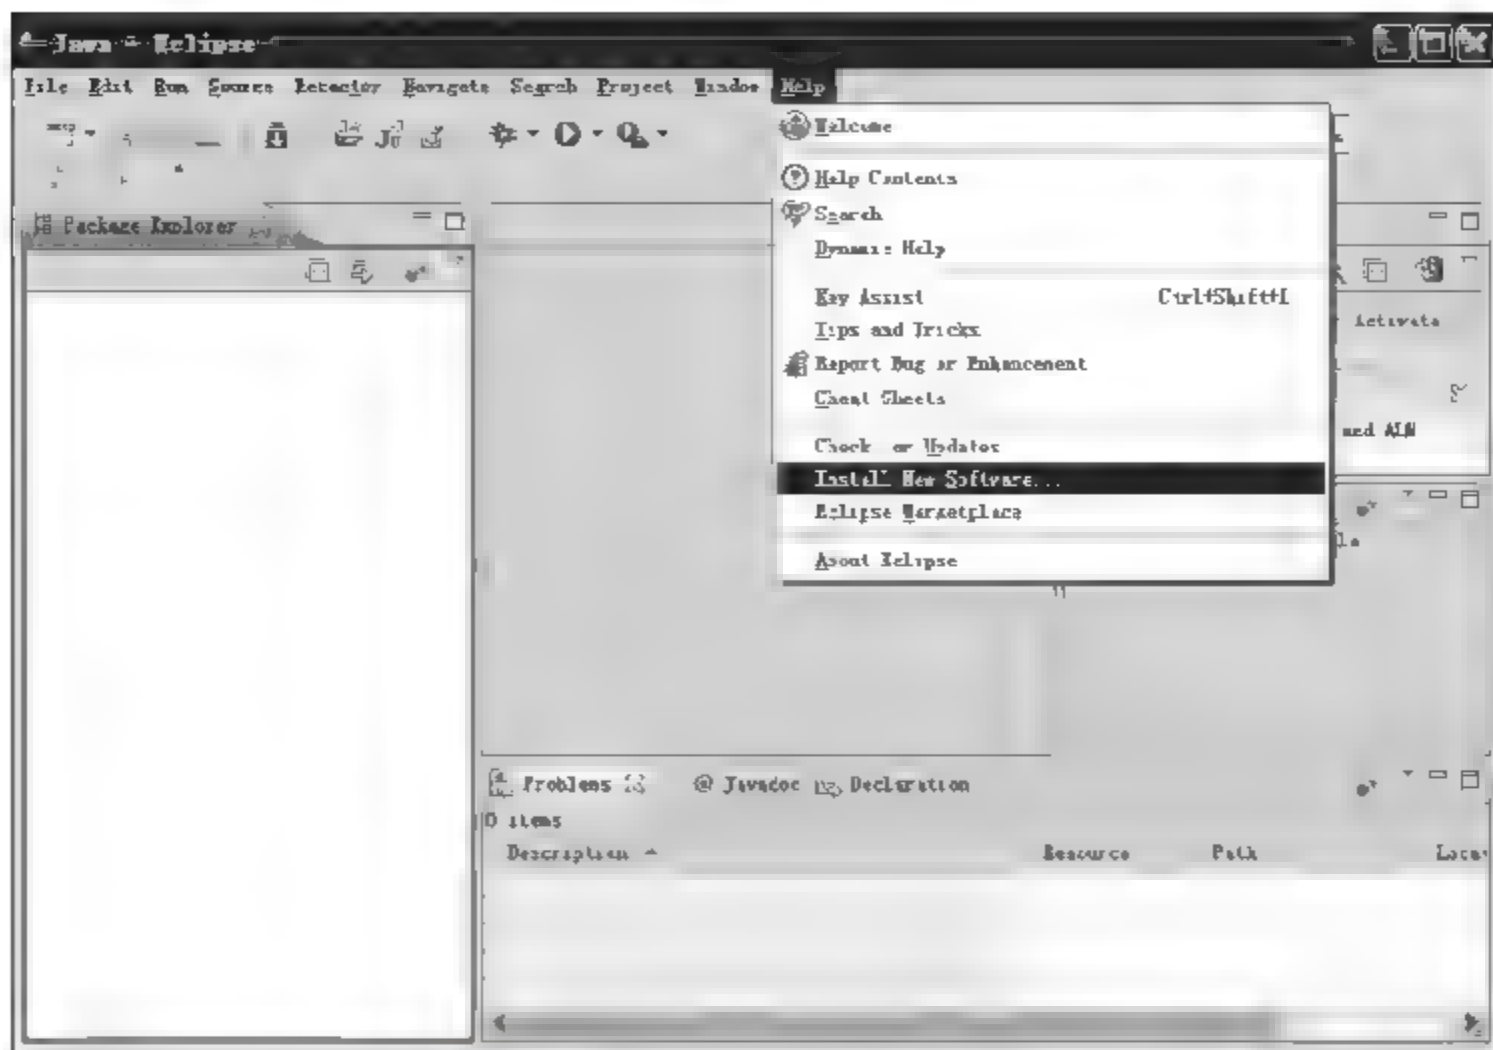 Java - Eclipse
File Edit Run Source Refactor Navigate Search Project Window Help
Welcome
Help Contents
Search
Dynamic Help
Key Assist Ctrl+Shift+L
Tips and Tricks
Report Bug or Enhancement
Cheat Sheets
Check for Updates
Install New Software...
Eclipse Marketplace
About Eclipse
Package Explorer
Activate
and ALM
Problems @ Javadoc Declaration
0 items
Description Resource Path Locat